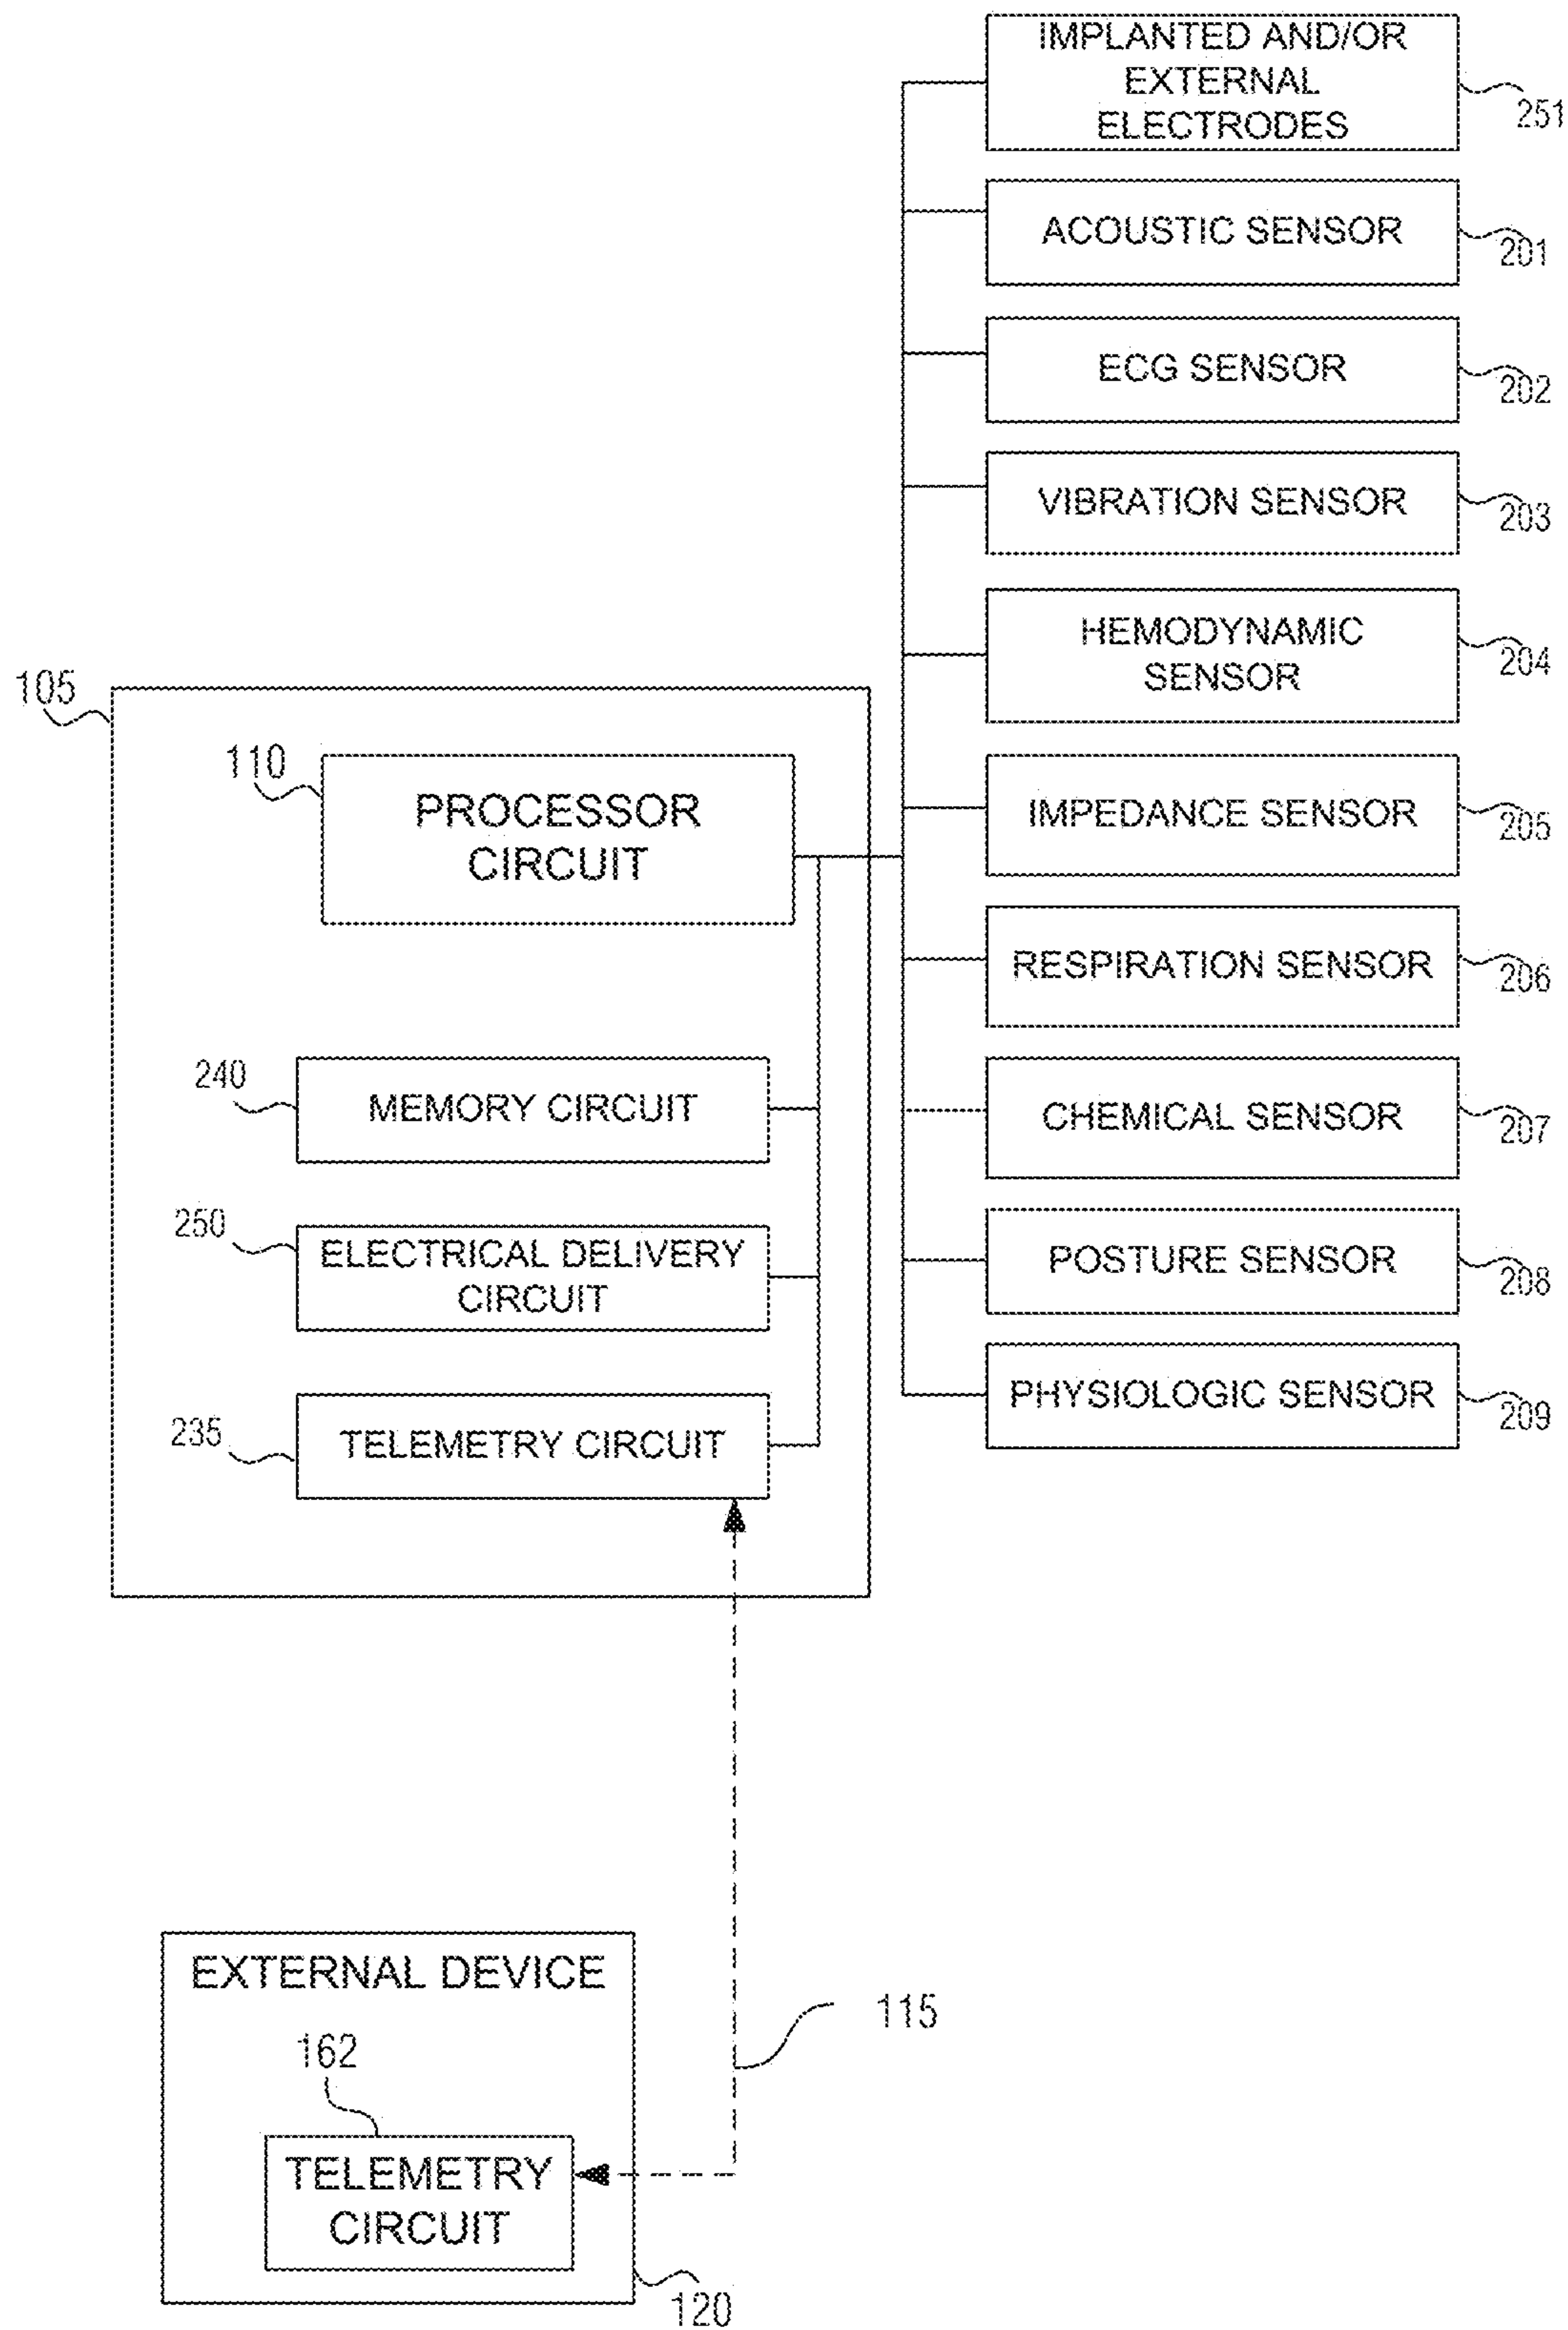 IMPLANTED AND/OR
EXTERNAL
ELECTRODES
251
ACOUSTIC SENSOR
201
ECG SENSOR
202
VIBRATION SENSOR
203
HEMODYNAMIC
SENSOR
204
IMPEDANCE SENSOR
205
RESPIRATION SENSOR
206
CHEMICAL SENSOR
207
POSTURE SENSOR
208
PHYSIOLOGIC SENSOR
209
105
110
PROCESSOR
CIRCUIT
240
MEMORY CIRCUIT
250
ELECTRICAL DELIVERY
CIRCUIT
235
TELEMETRY CIRCUIT
115
EXTERNAL DEVICE
162
TELEMETRY
CIRCUIT
120